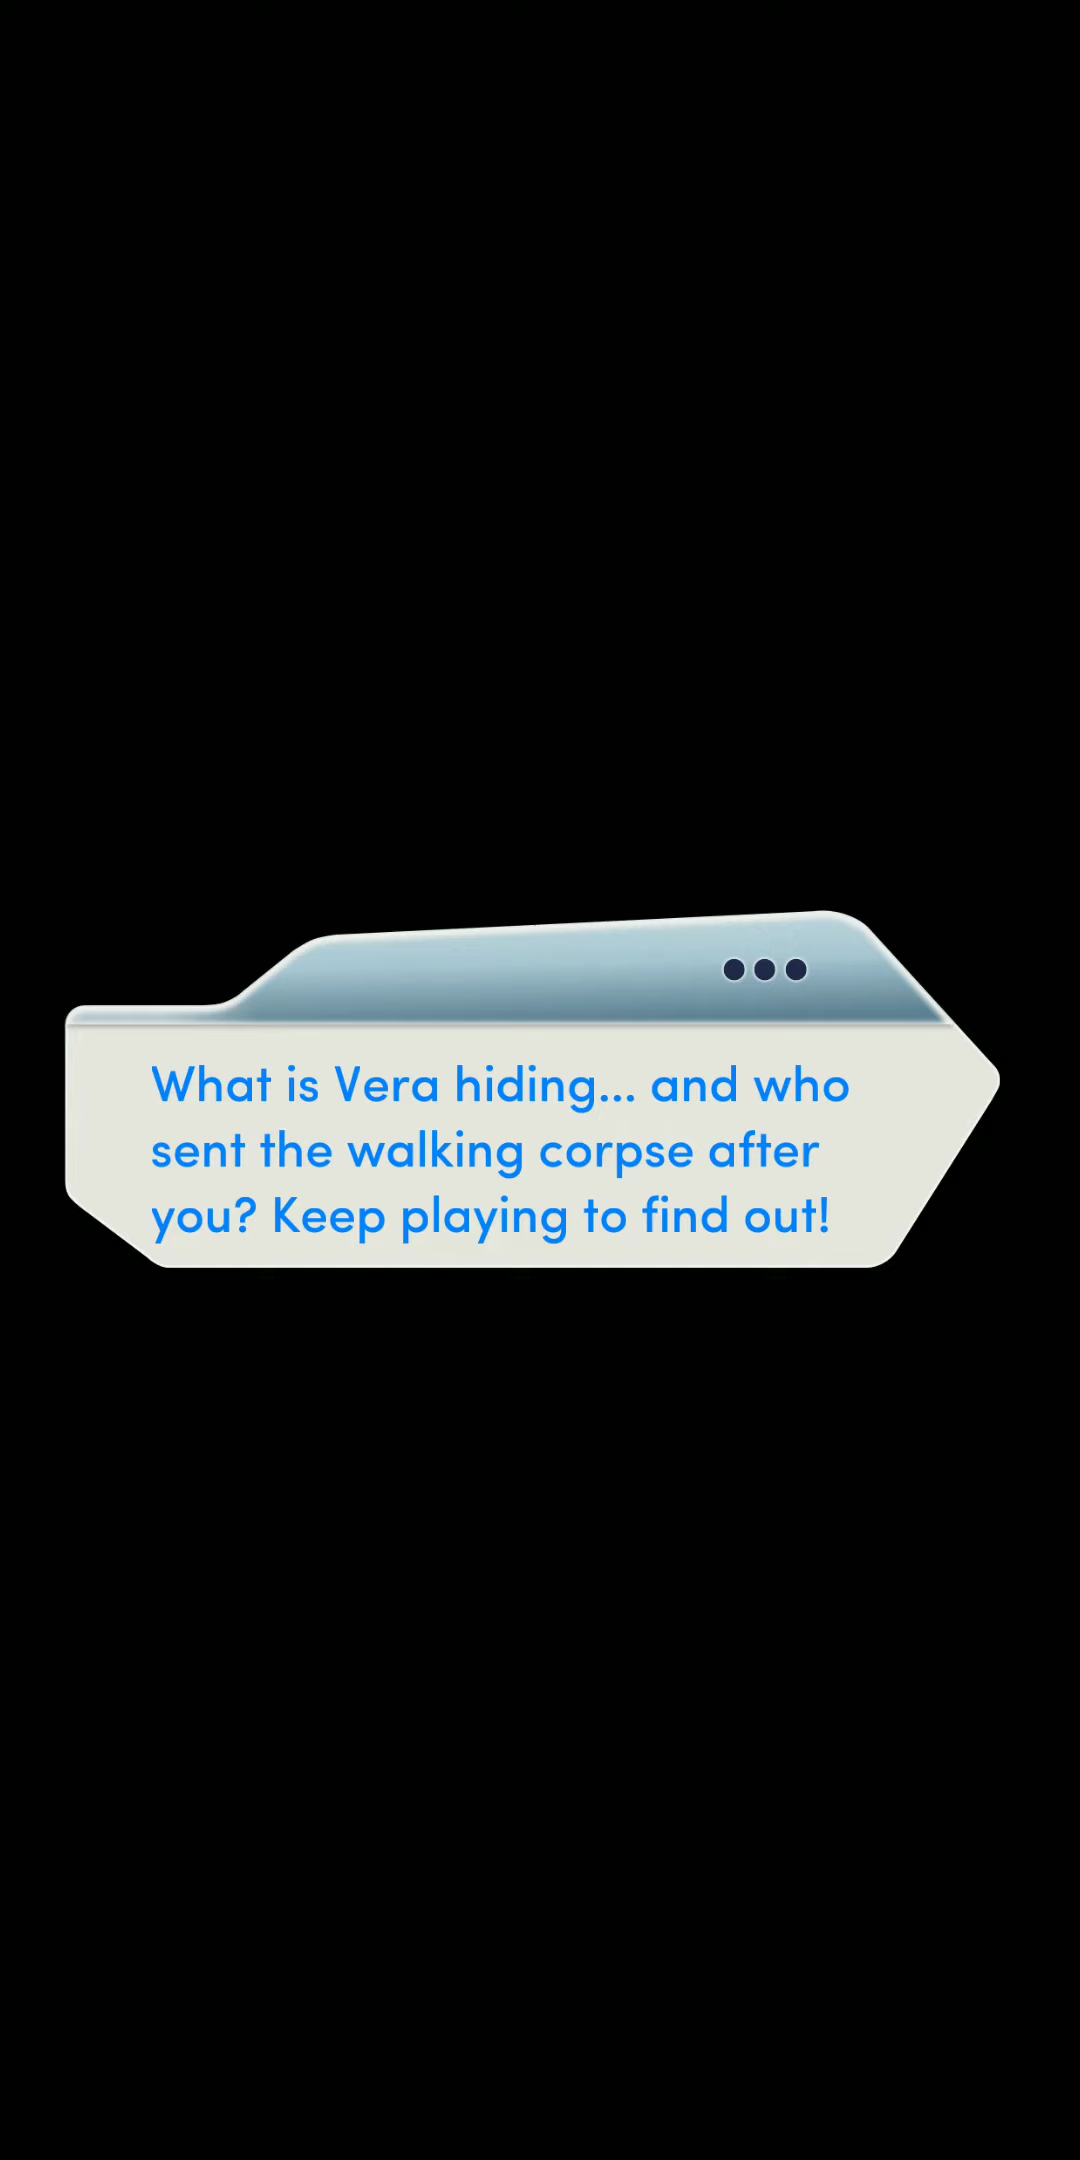 What is Vera hiding... and who
sent the walking corpse after
you? Keep playing to find out!